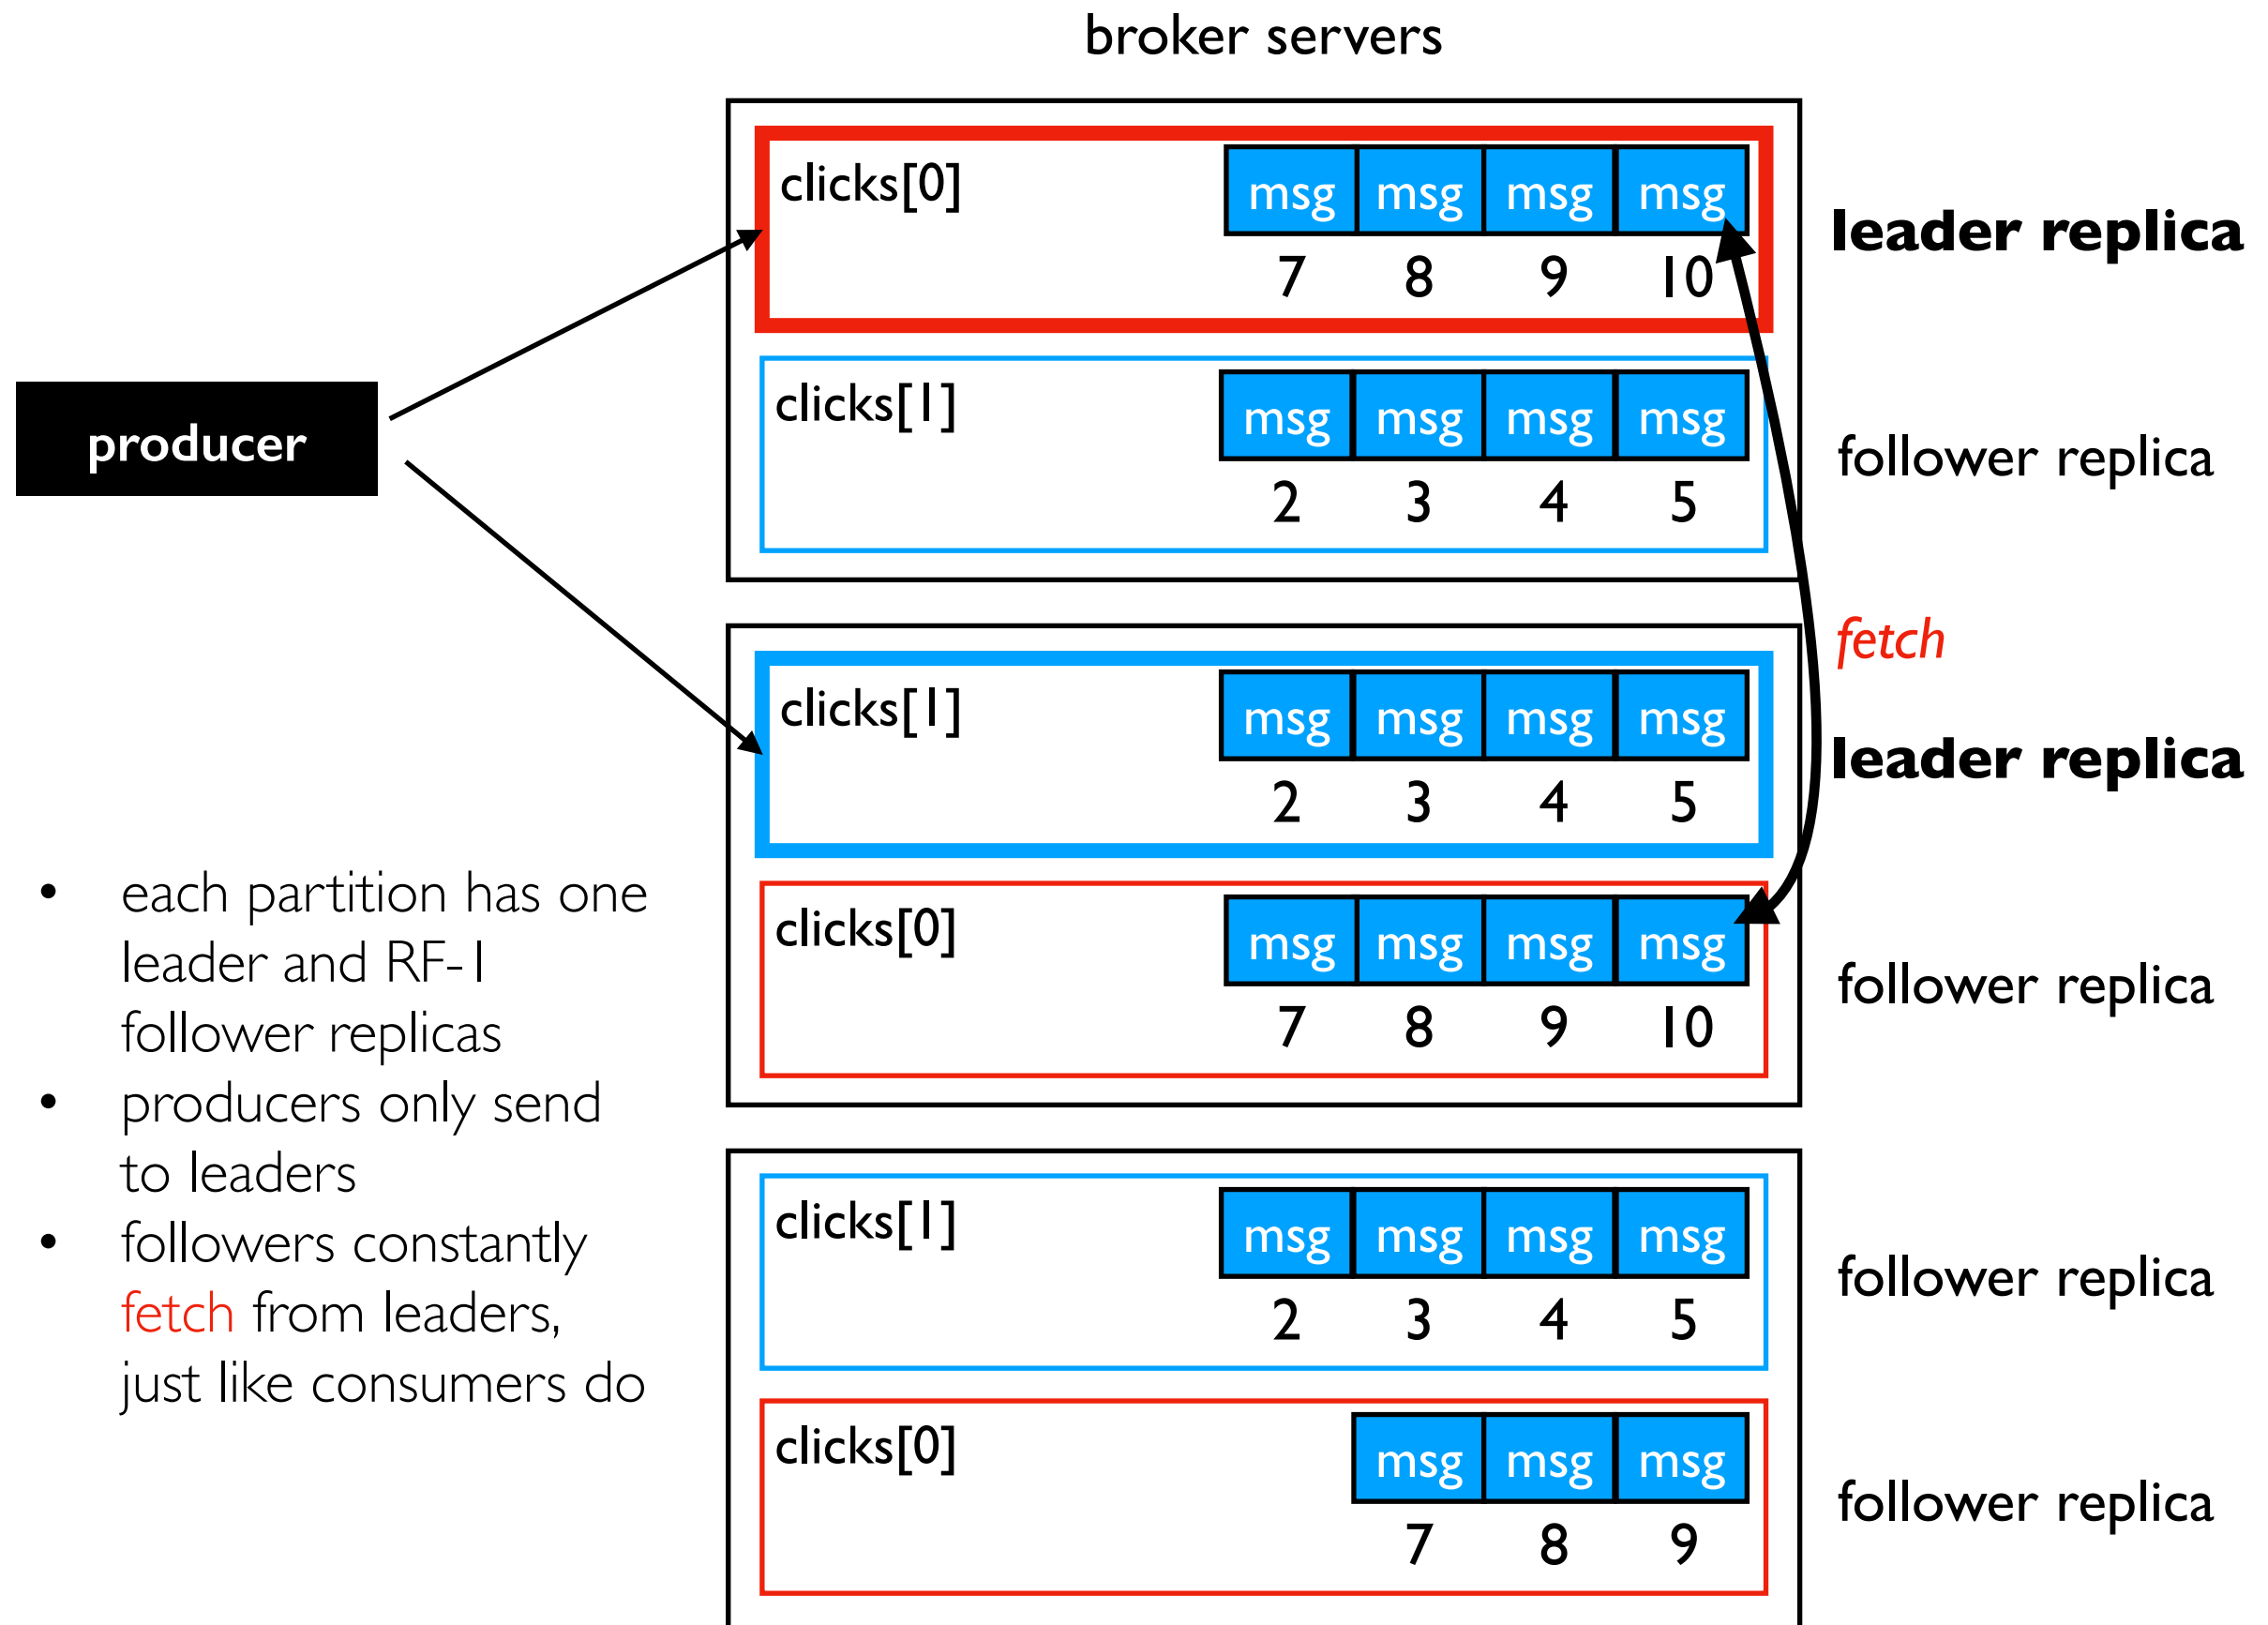 broker servers
clicks[0]
msg msg msg msg
7 8 9 10
leader replica
clicks[1]
msg msg msg msg
2 3 4 5
follower replica
producer
fetch
clicks[1]
msg msg msg msg
2 3 4 5
leader replica
clicks[0]
msg msg msg msg
7 8 9 10
follower replica
• each partition has one
leader and RF-1
follower replicas
• producers only send
to leaders
• followers constantly
fetch from leaders,
just like consumers do
clicks[1]
msg msg msg msg
2 3 4 5
follower replica
clicks[0]
msg msg msg
7 8 9
follower replica